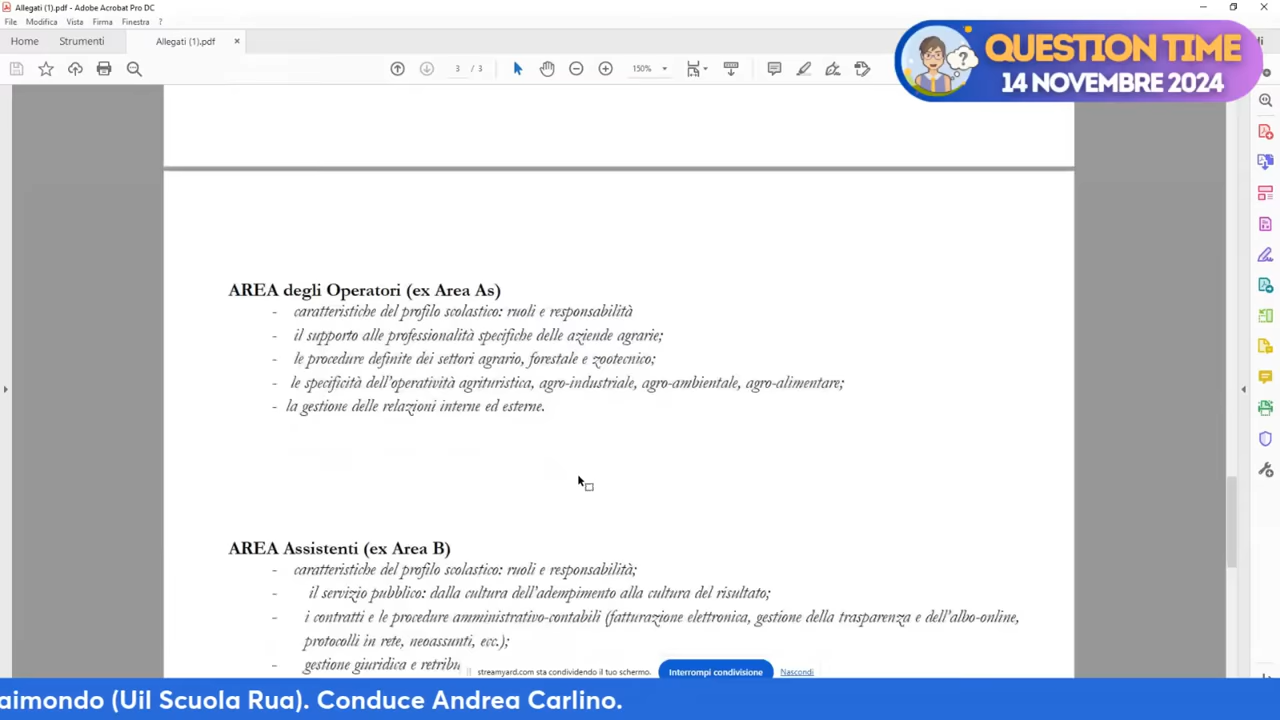 Allegati (1).pdf - Adobe Acrobat Pro DC
File Modifica Vista Firma Finestra ?
Home Strumenti Allegati (1).pdf ×
3 / 3 150%
QUESTION TIME
14 NOVEMBRE 2024
AREA degli Operatori (ex Area As)
- caratteristiche del profilo scolastico: ruoli e responsabilità
- il supporto alle professionalità specifiche delle aziende agrarie;
- le procedure definite dei settori agrario, forestale e zootecnico;
- le specificità dell'operatività agrituristica, agro-industriale, agro-ambientale, agro-alimentare;
- la gestione delle relazioni interne ed esterne.
AREA Assistenti (ex Area B)
- caratteristiche del profilo scolastico: ruoli e responsabilità;
- il servizio pubblico: dalla cultura dell'adempimento alla cultura del risultato;
- i contratti e le procedure amministrativo-contabili (fatturazione elettronica, gestione della trasparenza e dell'albo-online,
protocolli in rete, neoassunti, ecc.);
- gestione giuridica e retribu
streamyard.com sta condividendo il tuo schermo. Interrompi condivisione Nascondi
aimondo (Uil Scuola Rua). Conduce Andrea Carlino.